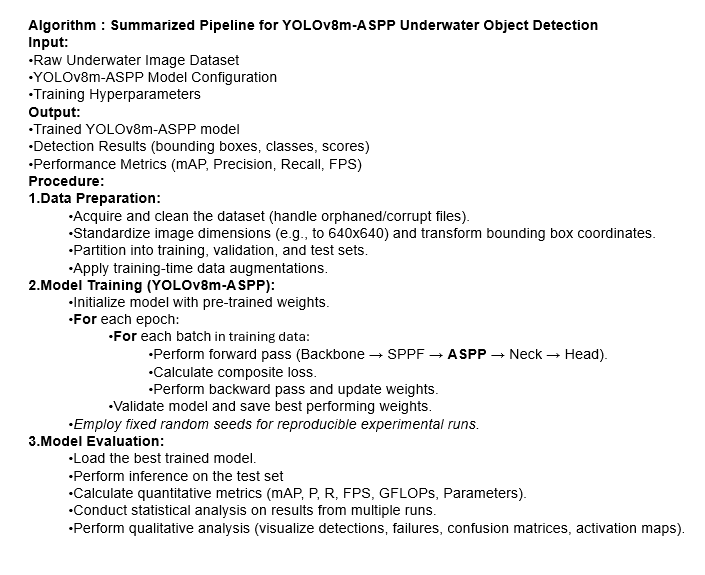 Algorithm : Summarized Pipeline for YOLOv8m-ASPP Underwater Object Detection
Input:
•Raw Underwater Image Dataset
•YOLOv8m-ASPP Model Configuration
•Training Hyperparameters
Output:
•Trained YOLOv8m-ASPP model
•Detection Results (bounding boxes, classes, scores)
•Performance Metrics (mAP, Precision, Recall, FPS)
Procedure:
1.Data Preparation:
•Acquire and clean the dataset (handle orphaned/corrupt files).
•Standardize image dimensions (e.g., to 640x640) and transform bounding box coordinates.
•Partition into training, validation, and test sets.
•Apply training-time data augmentations.
2.Model Training (YOLOv8m-ASPP):
•Initialize model with pre-trained weights.
•For each epoch:
•For each batch in training data:
•Perform forward pass (Backbone → SPPF → ASPP → Neck → Head).
•Calculate composite loss.
•Perform backward pass and update weights.
•Validate model and save best performing weights.
•Employ fixed random seeds for reproducible experimental runs.
3.Model Evaluation:
•Load the best trained model.
•Perform inference on the test set
•Calculate quantitative metrics (mAP, P, R, FPS, GFLOPs, Parameters).
•Conduct statistical analysis on results from multiple runs.
•Perform qualitative analysis (visualize detections, failures, confusion matrices, activation maps).